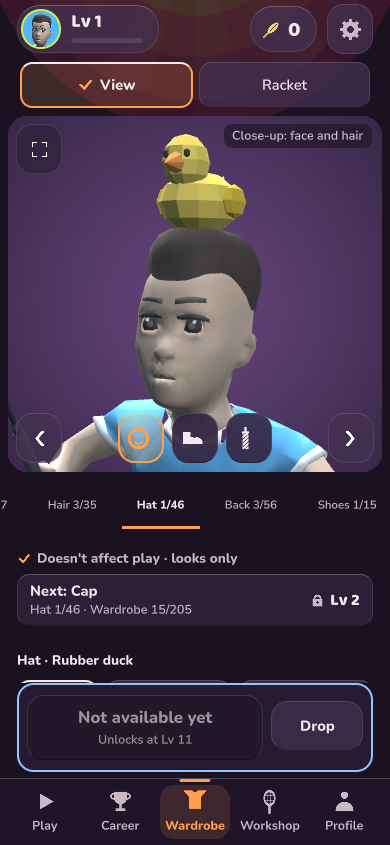 Lv 1
0
View
Racket
Close-up: face and hair
7
Hair 3/35
Hat 1/46
Back 3/56
Shoes 1/15
Doesn't affect play · looks only
Next: Cap
Hat 1/46 · Wardrobe 15/205
Lv 2
Hat · Rubber duck
Not available yet
Unlocks at Lv 11
Drop
Play
Career
Wardrobe
Workshop
Profile